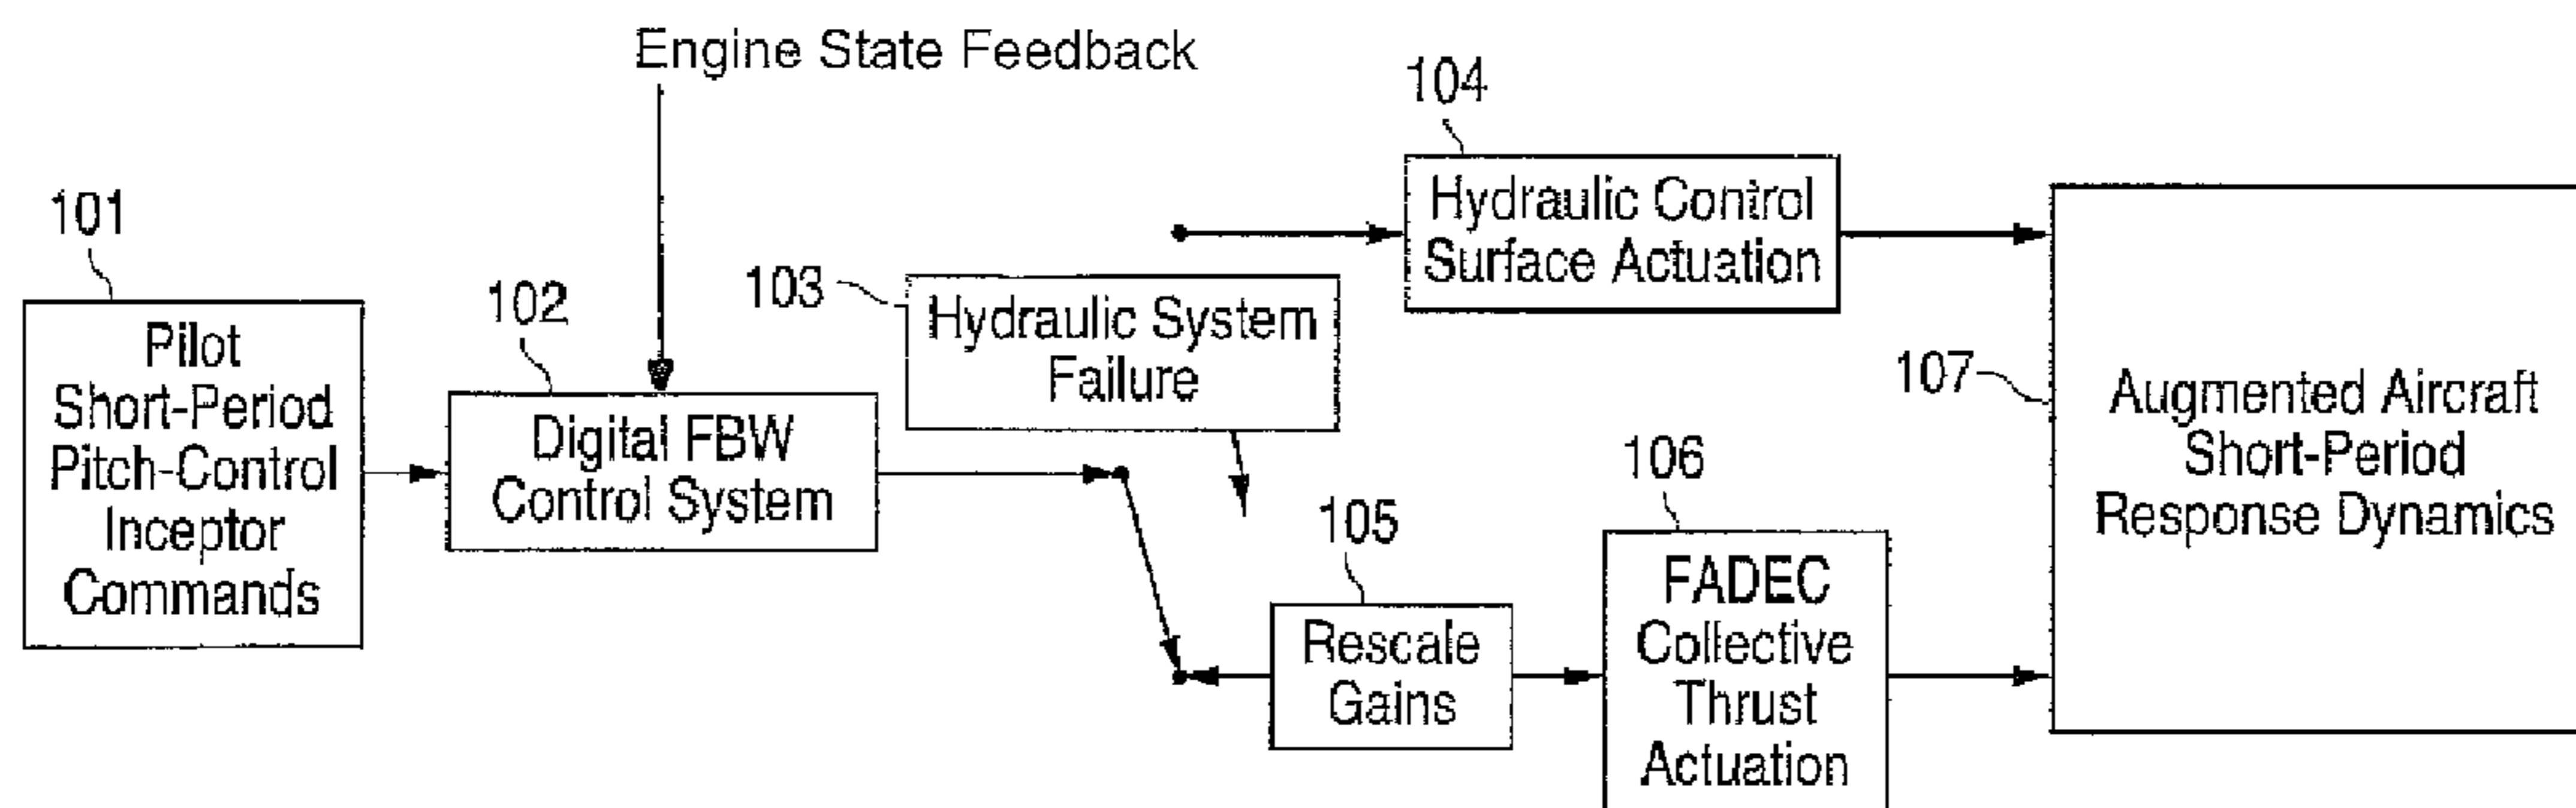 Engine State Feedback
101
Pilot
Short-Period
Pitch-Control
Inceptor
Commands
102
Digital FBW
Control System
103
Hydraulic System
Failure
104
Hydraulic Control
Surface Actuation
105
Rescale
Gains
106
FADEC
Collective
Thrust
Actuation
107
Augmented Aircraft
Short-Period
Response Dynamics